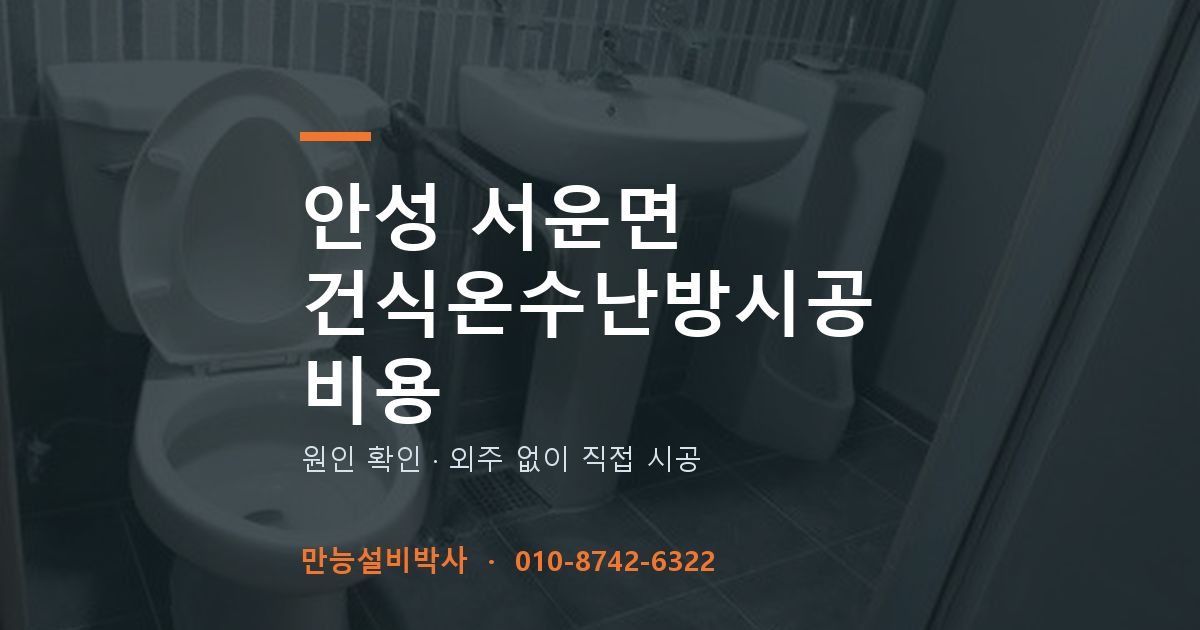 안성 서운면
건식온수난방시공
비용
원인 확인 · 외주 없이 직접 시공
만능설비박사 · 010-8742-6322